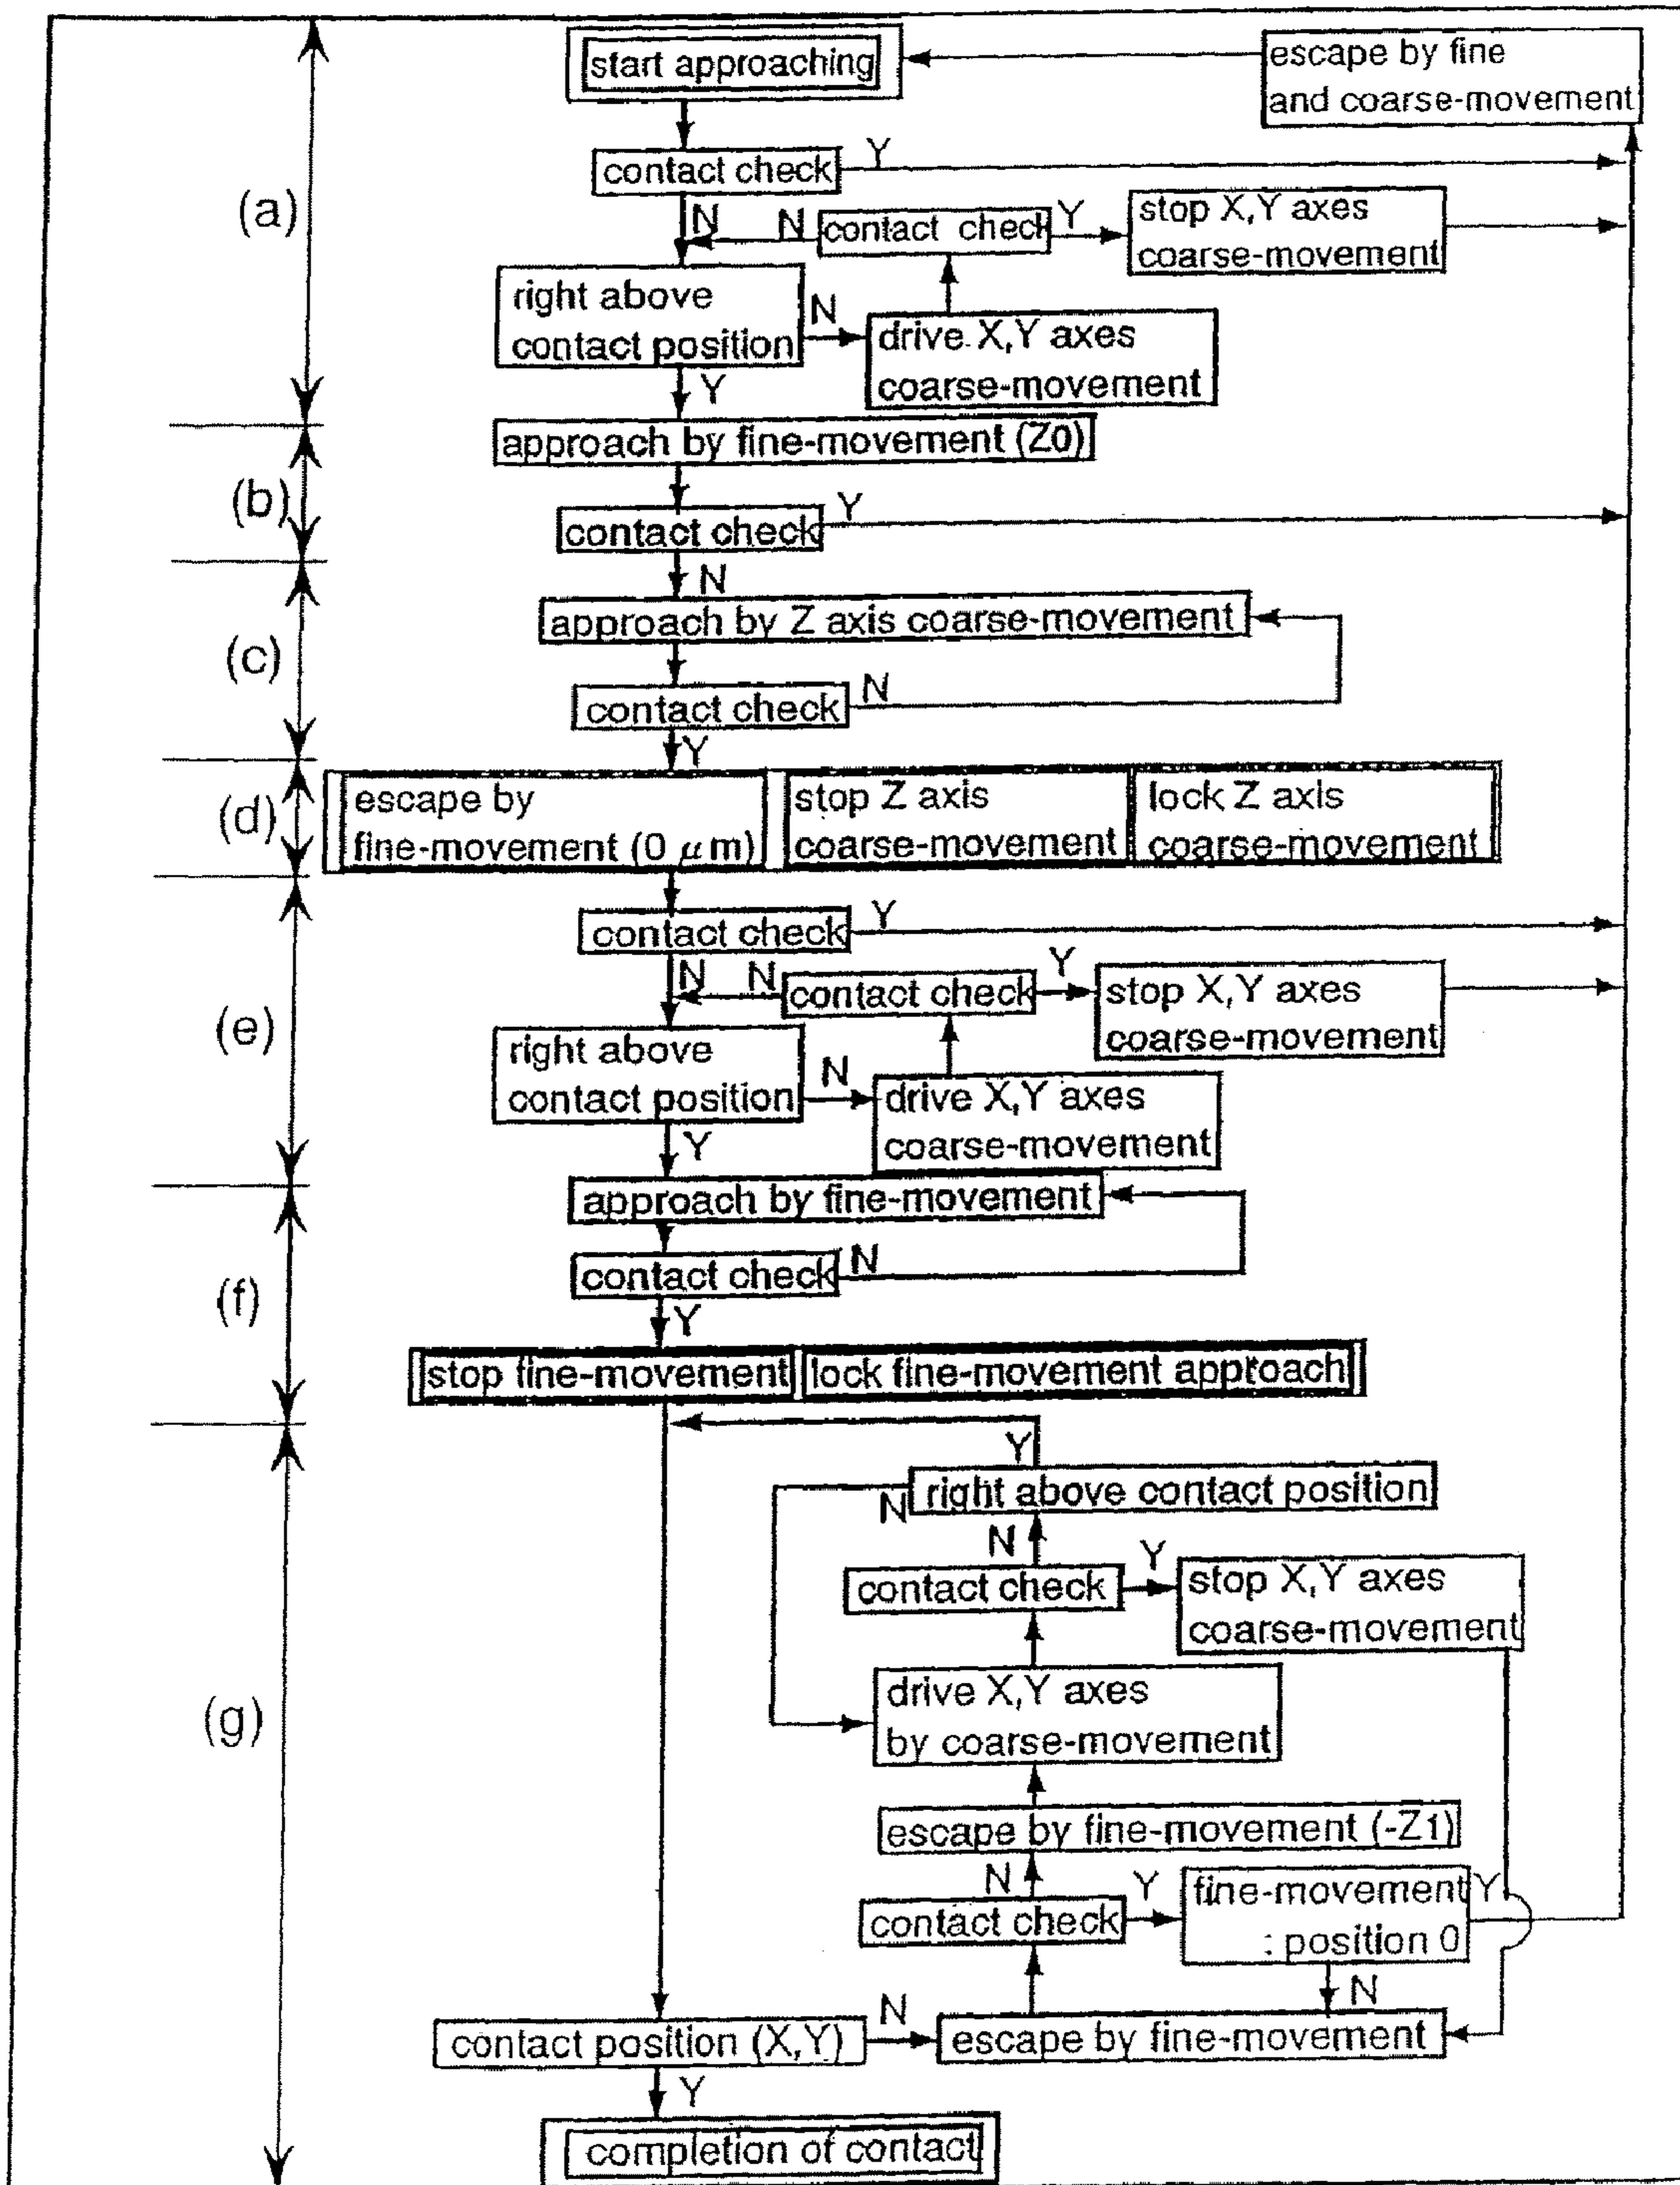 start approaching
escape by fine
and coarse-movement
contact check
Y
(a)
N
N
contact check
Y
stop X,Y axes
coarse-movement
right above
contact position
N
drive X,Y axes
coarse-movement
Y
approach by fine-movement (Z0)
(b)
contact check
Y
N
approach by Z axis coarse-movement
(c)
contact check
N
Y
(d)
escape by
fine-movement (0 μm)
stop Z axis
coarse-movement
lock Z axis
coarse-movement
contact check
Y
N
N
contact check
Y
stop X,Y axes
coarse-movement
(e)
right above
contact position
N
drive X,Y axes
coarse-movement
Y
approach by fine-movement
contact check
N
(f)
Y
stop fine-movement
lock fine-movement approach
Y
right above contact position
N
N
contact check
Y
stop X,Y axes
coarse-movement
(g)
drive X,Y axes
by coarse-movement
escape by fine-movement (-Z1)
N
contact check
Y
fine-movement
: position 0
Y
N
contact position (X,Y)
N
escape by fine-movement
Y
completion of contact